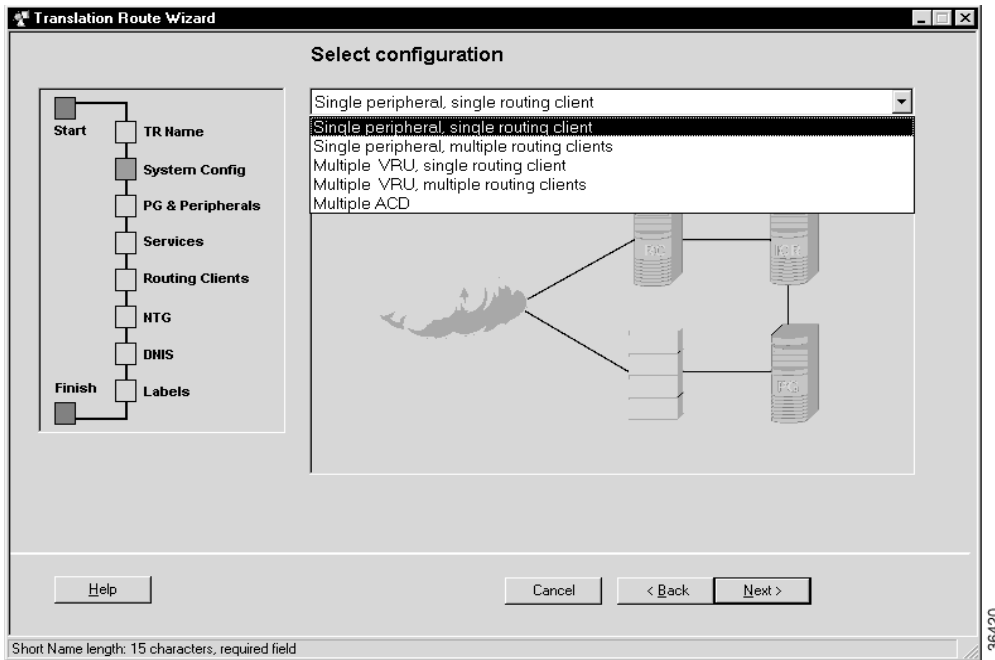 Translation Route Wizard
Select configuration
Start
TR Name
System Config
PG & Peripherals
Services
Routing Clients
NTG
DNIS
Finish
Labels
Single peripheral, single routing client
Single peripheral, single routing client
Single peripheral, multiple routing clients
Multiple VRU, single routing client
Multiple VRU, multiple routing clients
Multiple ACD
PG
Help
Cancel
< Back
Next >
Short Name length: 15 characters, required field
36420